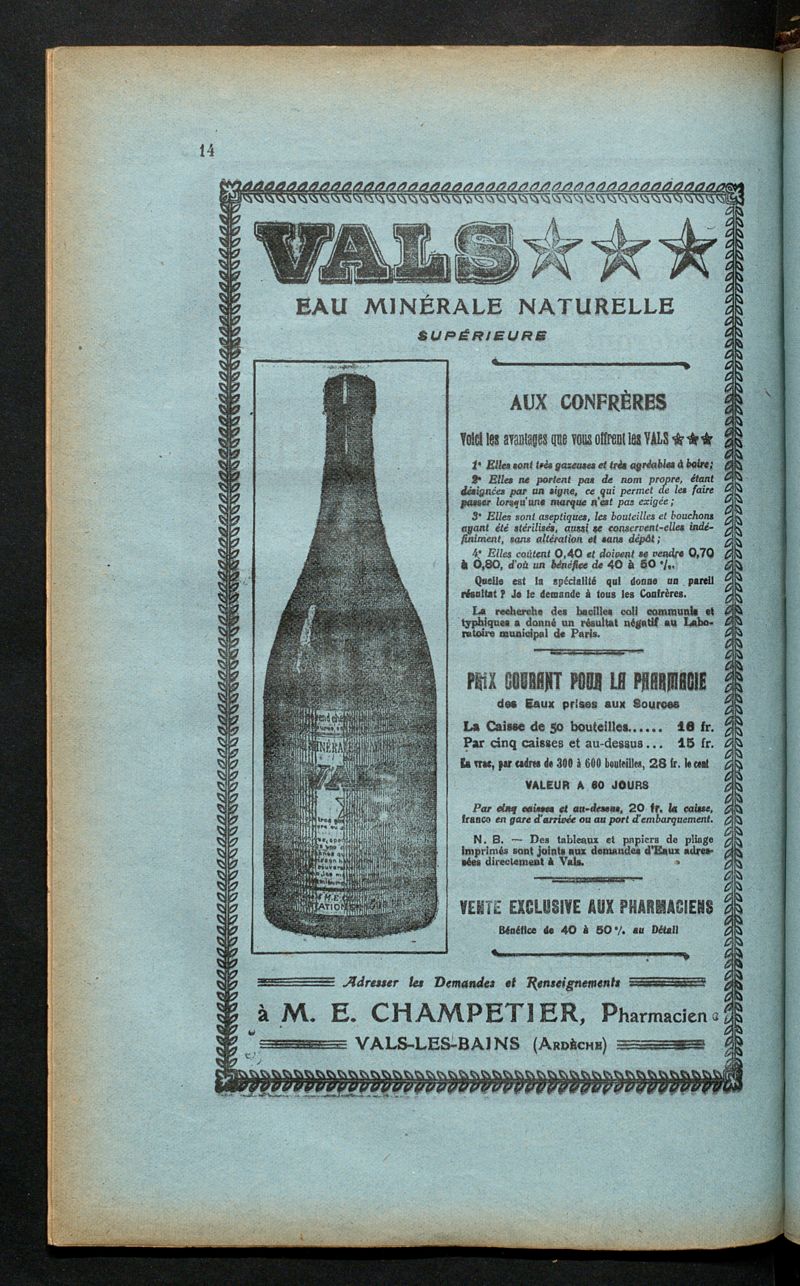 14
VALS
EAU MINÉRALE NATURELLE
SUPÉRIEURE
AUX CONFRÈRES
Voici les avantages que vous offrent les VALS ★★★
1° Elles sont très gazeuses et très agréables à boire;
2° Elles ne portent pas de nom propre, étant
désignées par un signe, ce qui permet de les faire
passer lorsqu'une marque n'est pas exigée;
3° Elles sont aseptiques, les bouteilles et bouchons
ayant été stérilisés, aussi se conservent-elles indé-
finiment, sans altération et sans dépôt;
4° Elles coûtent 0,40 et doivent se vendre 0,70
à 0,80, d'où un bénéfice de 40 à 50 %.
Quelle est la spécialité qui donne un pareil
résultat ? Je le demande à tous les Confrères.
La recherche des bacilles coli communis et
typhiques a donné un résultat négatif au Labo-
ratoire municipal de Paris.
PRIX COURANT POUR LA PHARMACIE
des Eaux prises aux Sources
La Caisse de 50 bouteilles...... 16 fr.
Par cinq caisses et au-dessus... 15 fr.
En vrac, par cadres de 300 à 600 bouteilles, 28 fr. le cent
VALEUR A 60 JOURS
Par cinq caisses et au-dessus, 20 fr. la caisse,
franco en gare d'arrivée ou au port d'embarquement.
N. B. — Des tableaux et papiers de pliage
imprimés sont joints aux demandes d'Eaux adres-
sées directement à Vals.
VENTE EXCLUSIVE AUX PHARMACIENS
Bénéfice de 40 à 50 % au Détail
MINÉRALE
Adresser les Demandes et Renseignements
à M. E. CHAMPETIER, Pharmacien
VALS-LES-BAINS (ARDÈCHE)